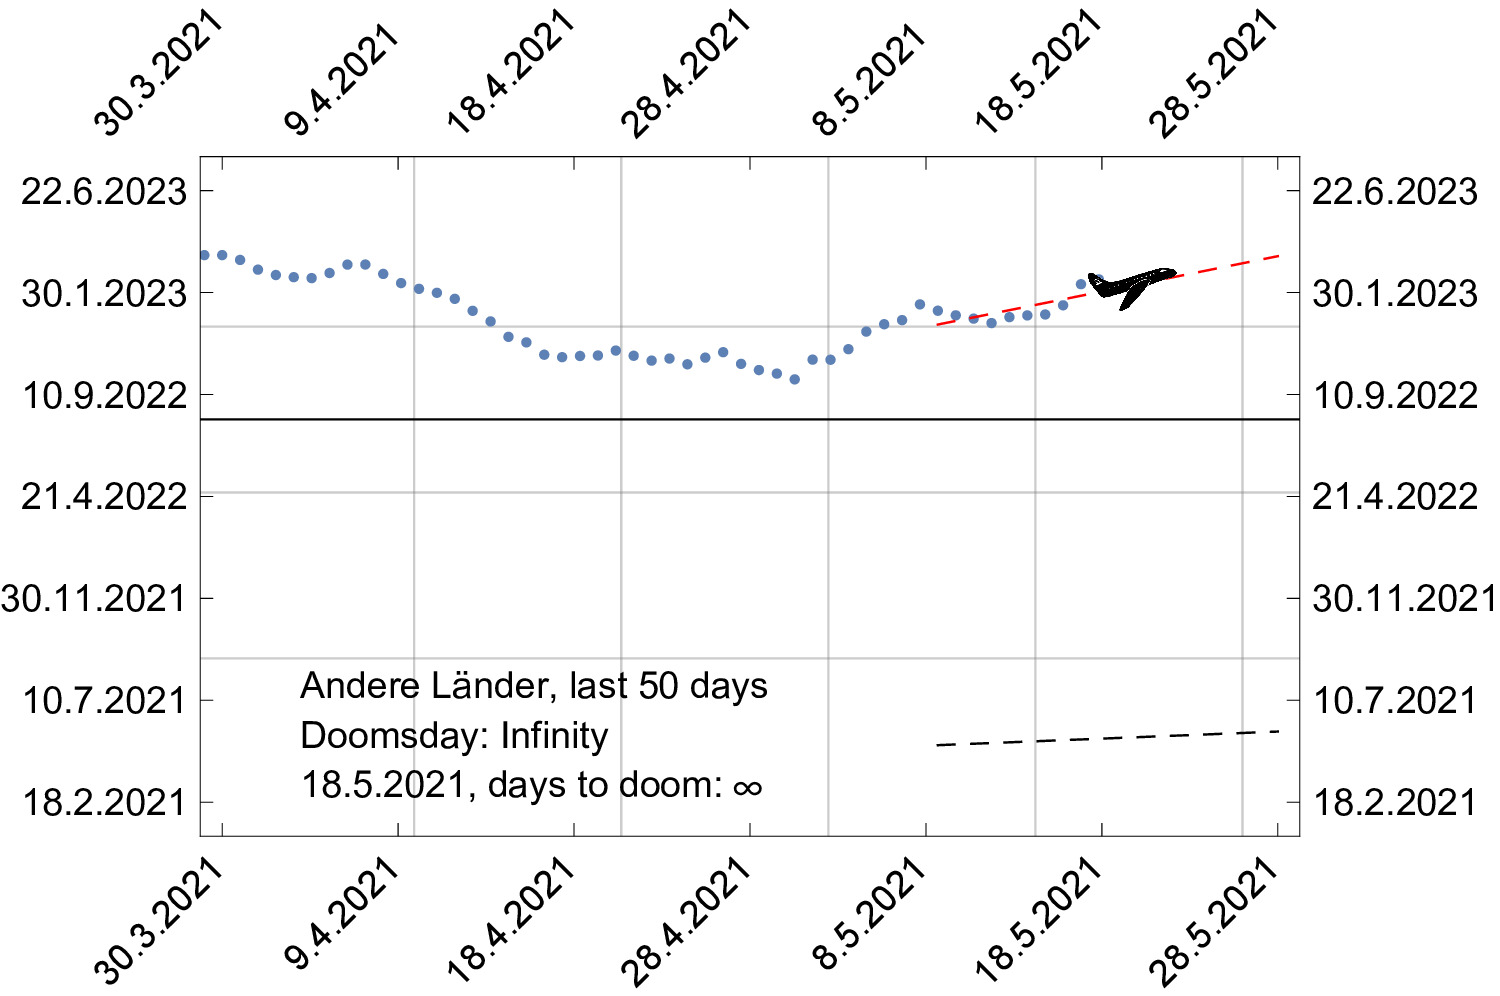 30.3.2021 9.4.2021 18.4.2021 28.4.2021 8.5.2021 18.5.2021 28.5.2021
22.6.2023 22.6.2023
30.1.2023 30.1.2023
10.9.2022 10.9.2022
21.4.2022 21.4.2022
30.11.2021 30.11.2021
Andere Länder, last 50 days
10.7.2021 10.7.2021
Doomsday: Infinity
18.5.2021, days to doom: ∞
18.2.2021 18.2.2021
30.3.2021 9.4.2021 18.4.2021 28.4.2021 8.5.2021 18.5.2021 28.5.2021